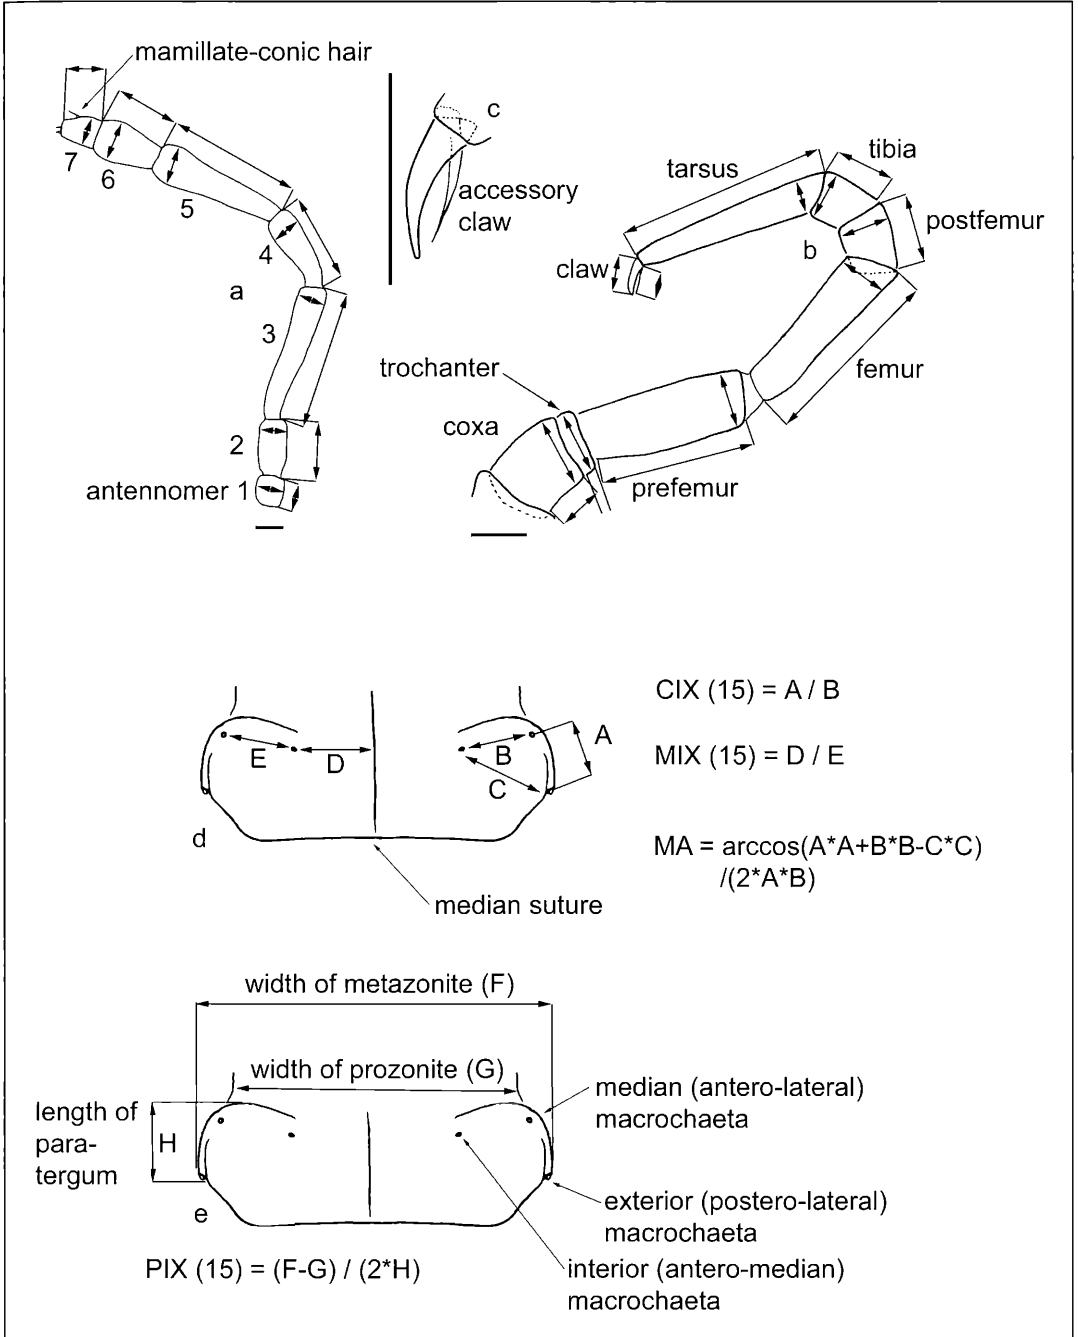 mamillate-conic hair
7
6
5
4
a
3
2
antennomer 1
c
accessory
claw
tarsus
tibia
postfemur
b
claw
femur
trochanter
coxa
prefemur
E
D
B
C
A
d
median suture
CIX (15) = A / B
MIX (15) = D / E
MA = arccos(A*A+B*B-C*C)
/(2*A*B)
width of metazonite (F)
width of prozonite (G)
length of
para-
tergum
H
e
median (antero-lateral)
macrochaeta
exterior (postero-lateral)
macrochaeta
interior (antero-median)
macrochaeta
PIX (15) = (F-G) / (2*H)